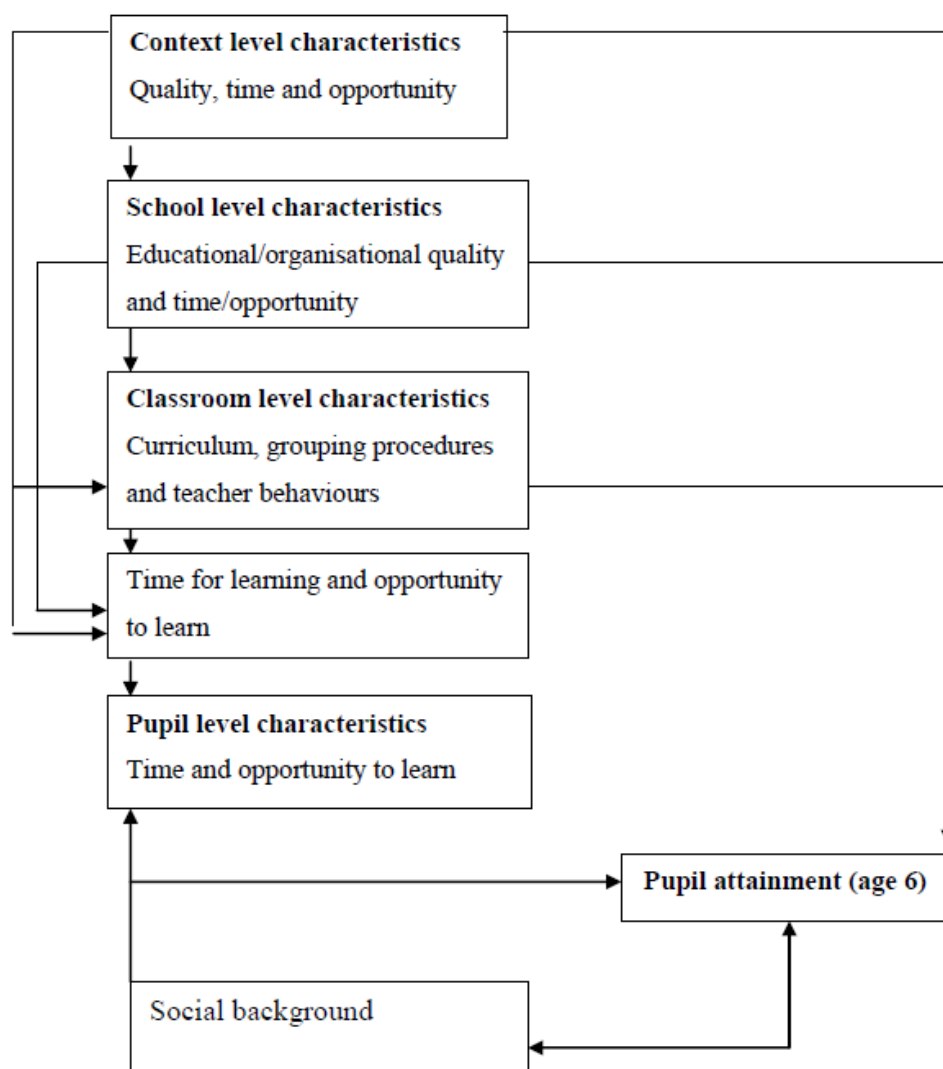 Context level characteristics
Quality, time and opportunity
School level characteristics
Educational/organisational quality
and time/opportunity
Classroom level characteristics
Curriculum, grouping procedures
and teacher behaviours
Time for learning and opportunity
to learn
Pupil level characteristics
Time and opportunity to learn
Pupil attainment (age 6)
Social background